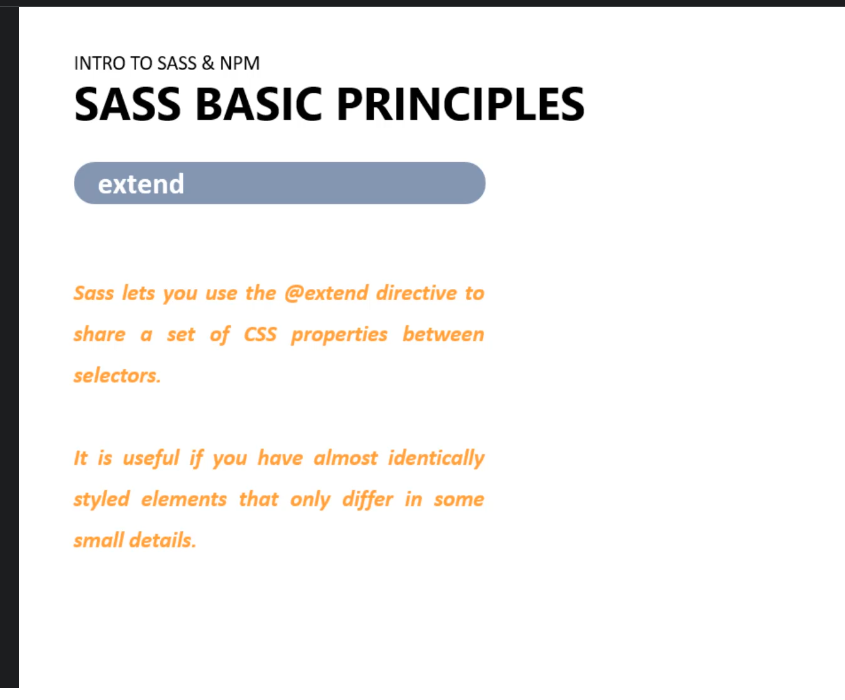 INTRO TO SASS & NPM
SASS BASIC PRINCIPLES
extend
Sass lets you use the @extend directive to
share a set of CSS properties between
selectors.
It is useful if you have almost identically
styled elements that only differ in some
small details.